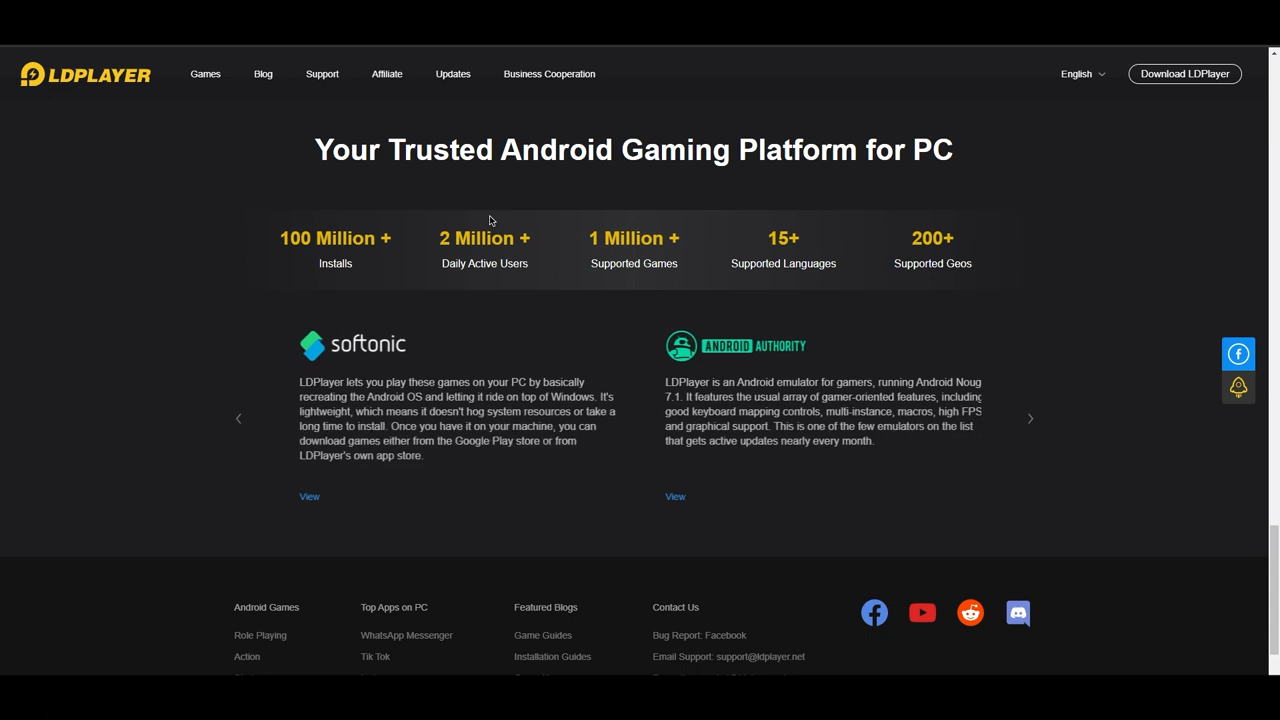 LDPLAYER
Games
Blog
Support
Affiliate
Updates
Business Cooperation
English
Download LDPlayer
Your Trusted Android Gaming Platform for PC
100 Million +
Installs
2 Million +
Daily Active Users
1 Million +
Supported Games
15+
Supported Languages
200+
Supported Geos
softonic
LDPlayer lets you play these games on your PC by basically
recreating the Android OS and letting it ride on top of Windows. It's
lightweight, which means it doesn't hog system resources or take a
long time to install. Once you have it on your machine, you can
download games either from the Google Play store or from
LDPlayer's own app store.
View
ANDROID AUTHORITY
LDPlayer is an Android emulator for gamers, running Android Noug
7.1. It features the usual array of gamer-oriented features, including
good keyboard mapping controls, multi-instance, macros, high FPS
and graphical support. This is one of the few emulators on the list
that gets active updates nearly every month.
View
Android Games
Role Playing
Action
Top Apps on PC
WhatsApp Messenger
Tik Tok
Featured Blogs
Game Guides
Installation Guides
Contact Us
Bug Report: Facebook
Email Support: support@ldplayer.net